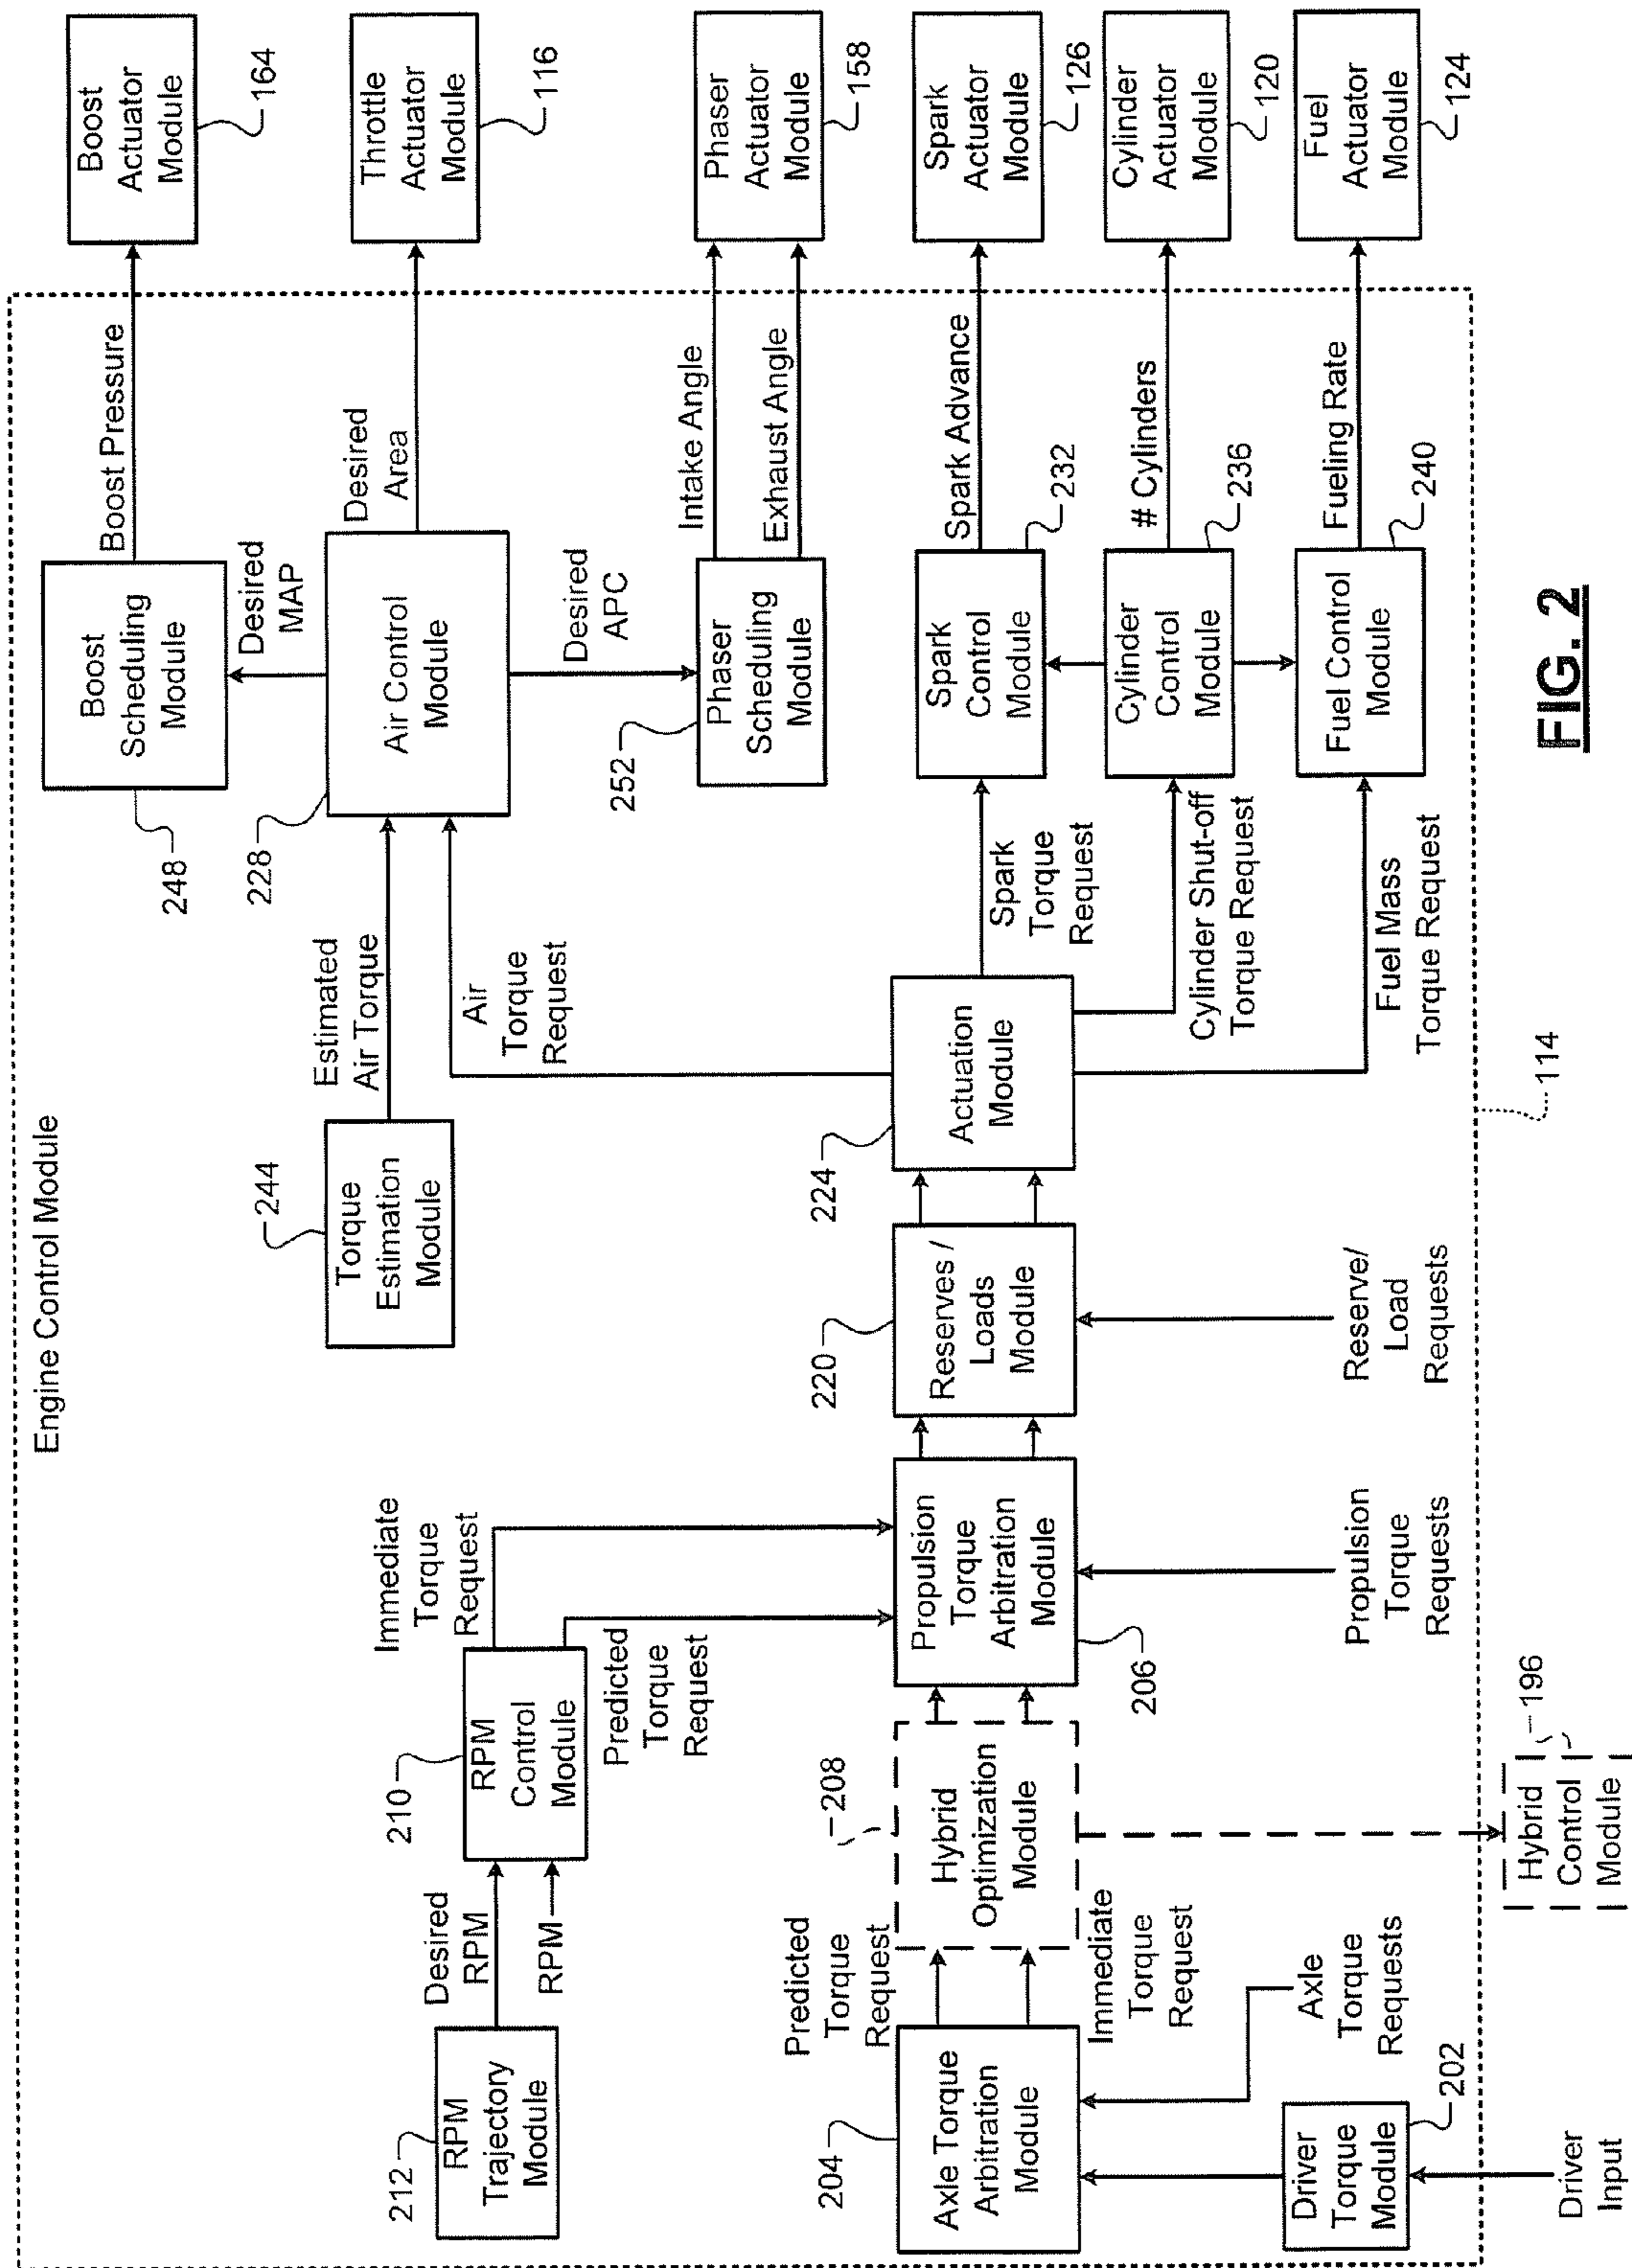 Engine Control Module
RPM
Trajectory
Module
212
Desired
RPM
RPM
RPM
Control
Module
210
Immediate
Torque
Request
Predicted
Torque
Request
Torque
Estimation
Module
244
Estimated
Air Torque
Air
Torque
Request
Boost
Scheduling
Module
248
Desired
MAP
Air Control
Module
228
Desired
APC
Phaser
Scheduling
Module
252
Boost Pressure
Desired
Area
Intake Angle
Exhaust Angle
Boost
Actuator
Module
164
Throttle
Actuator
Module
116
Phaser
Actuator
Module
158
Driver
Input
Driver
Torque
Module
202
Axle
Torque
Requests
Axle Torque
Arbitration
Module
204
Predicted
Torque
Request
Immediate
Torque
Request
Hybrid
Optimization
Module
208
Hybrid
Control
Module
196
Propulsion
Torque
Arbitration
Module
206
Propulsion
Torque
Requests
Reserves /
Loads
Module
220
Reserve/
Load
Requests
Actuation
Module
224
Spark
Torque
Request
Cylinder Shut-off
Torque Request
Fuel Mass
Torque Request
Spark
Control
Module
232
Cylinder
Control
Module
236
Fuel Control
Module
240
Spark Advance
# Cylinders
Fueling Rate
Spark
Actuator
Module
126
Cylinder
Actuator
Module
120
Fuel
Actuator
Module
124
114
FIG. 2